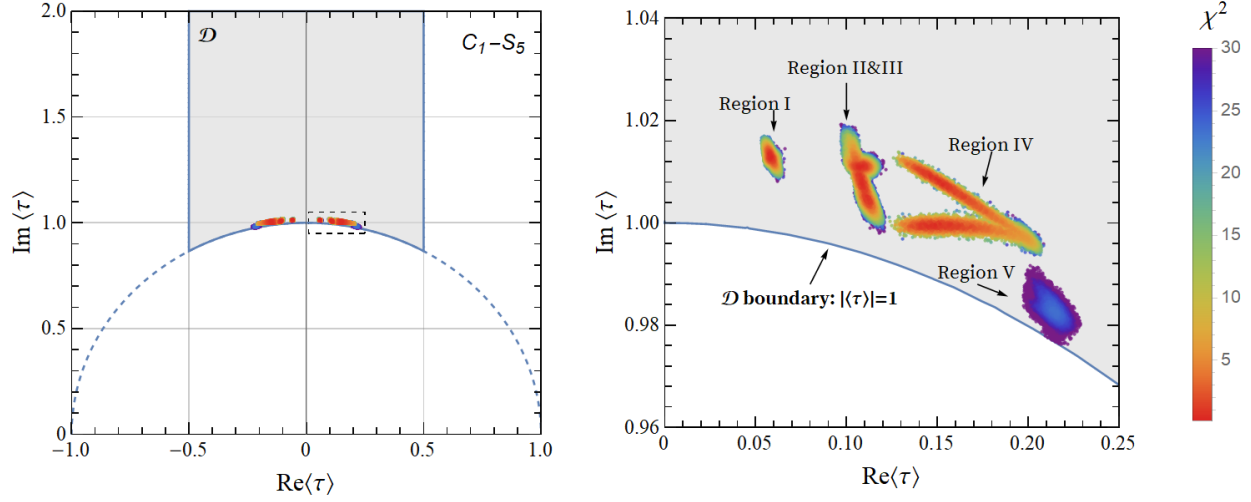 2.0
1.5
1.0
0.5
0
−1.0
−0.5
0
0.5
1.0
Im ⟨τ⟩
Re⟨τ⟩
𝒟
C₁−S₅
1.04
1.02
1.00
0.98
0.96
0
0.05
0.10
0.15
0.20
0.25
Im ⟨τ⟩
Re⟨τ⟩
Region II&III
Region I
Region IV
Region V
𝒟 boundary: |⟨τ⟩|=1
χ²
30
25
20
15
10
5